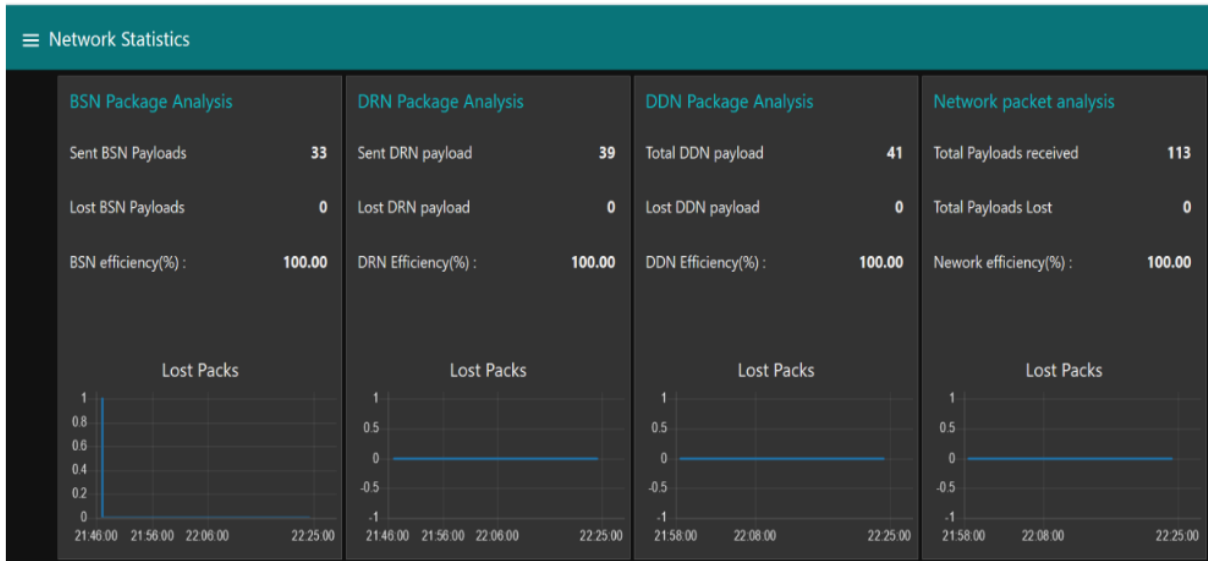 Network Statistics
BSN Package Analysis
Sent BSN Payloads 33
Lost BSN Payloads 0
BSN efficiency(%) : 100.00
Lost Packs
1
0.8
0.6
0.4
0.2
0
21:46:00 21:56:00 22:06:00 22:25:00
DRN Package Analysis
Sent DRN payload 39
Lost DRN payload 0
DRN Efficiency(%) : 100.00
Lost Packs
1
0.5
0
-0.5
-1
21:46:00 21:56:00 22:06:00 22:25:00
DDN Package Analysis
Total DDN payload 41
Lost DDN payload 0
DDN Efficiency(%) : 100.00
Lost Packs
1
0.5
0
-0.5
-1
21:58:00 22:08:00 22:25:00
Network packet analysis
Total Payloads received 113
Total Payloads Lost 0
Nework efficiency(%) : 100.00
Lost Packs
1
0.5
0
-0.5
-1
21:58:00 22:08:00 22:25:00